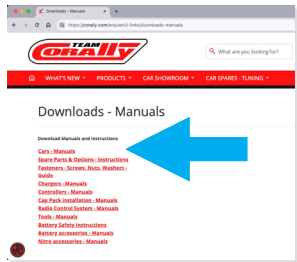 Downloads - Manuals
https://corally.com/en/useful-links/downloads-manuals
TEAM
CORALLY
What are you looking for?
WHAT'S NEW
PRODUCTS
CAR SHOWROOM
CAR SPARES - TUNING
Downloads - Manuals
Download Manuals and Instructions
Cars - Manuals
Spare Parts & Options - Instructions
Fasteners - Screws, Nuts, Washers -
Guide
Chargers - Manuals
Controllers - Manuals
Cap Pack Installation - Manuals
Radio Control System - Manuals
Tools - Manuals
Battery Safety Instructions
Battery accessories - Manuals
Nitro accessories - Manuals